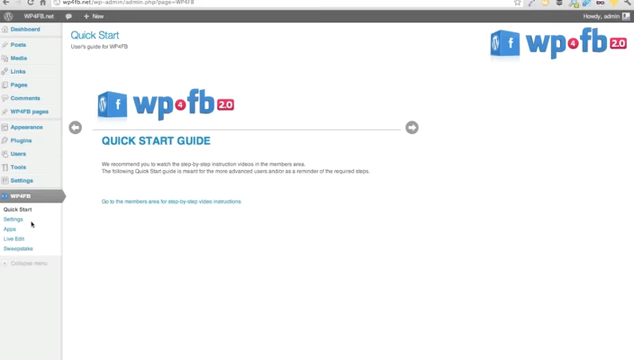 wp4fb.net/wp-admin/admin.php?page=WP4FB
WP4FB.net
New
Howdy, admin
Dashboard
Posts
Media
Links
Pages
Comments
WP4FB pages
Appearance
Plugins
Users
Tools
Settings
WP4FB
Quick Start
Settings
Apps
Live Edit
Sweepstake
Collapse menu
Quick Start
User's guide for WP4FB
wp4fb 2.0
wp4fb 2.0
QUICK START GUIDE
We recommend you to watch the step-by-step instruction videos in the members area.
The following Quick Start guide is meant for the more advanced users and/or as a reminder of the required steps.
Go to the members area for step-by-step video instructions